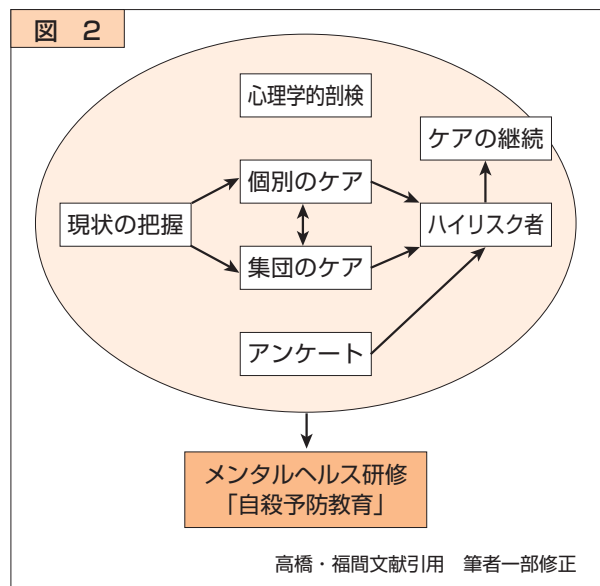 図 2
心理学的剖検
ケアの継続
個別のケア
現状の把握
ハイリスク者
集団のケア
アンケート
メンタルヘルス研修
「自殺予防教育」
高橋・福間文献引用 筆者一部修正